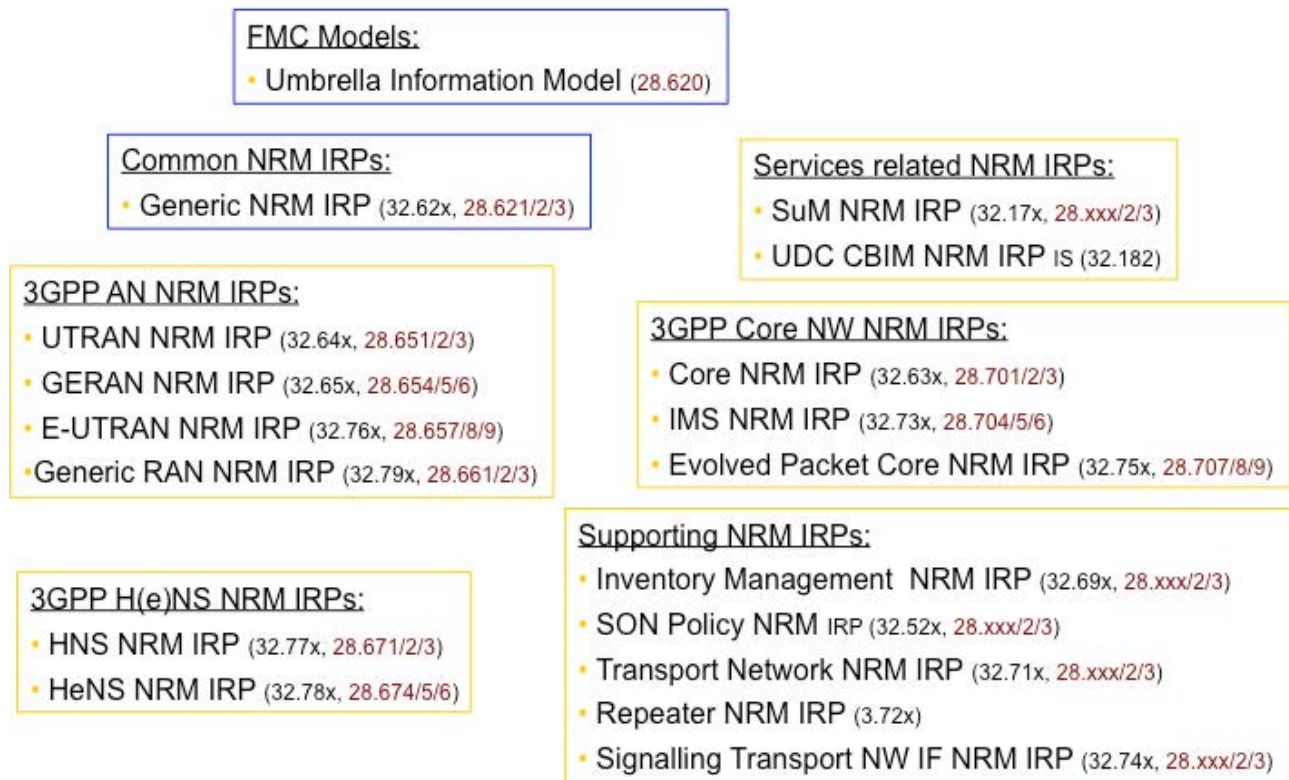 FMC Models:
• Umbrella Information Model (28.620)
Common NRM IRPs:
• Generic NRM IRP (32.62x, 28.621/2/3)
Services related NRM IRPs:
• SuM NRM IRP (32.17x, 28.xxx/2/3)
• UDC CBIM NRM IRP IS (32.182)
3GPP AN NRM IRPs:
• UTRAN NRM IRP (32.64x, 28.651/2/3)
• GERAN NRM IRP (32.65x, 28.654/5/6)
• E-UTRAN NRM IRP (32.76x, 28.657/8/9)
•Generic RAN NRM IRP (32.79x, 28.661/2/3)
3GPP Core NW NRM IRPs:
• Core NRM IRP (32.63x, 28.701/2/3)
• IMS NRM IRP (32.73x, 28.704/5/6)
• Evolved Packet Core NRM IRP (32.75x, 28.707/8/9)
3GPP H(e)NS NRM IRPs:
• HNS NRM IRP (32.77x, 28.671/2/3)
• HeNS NRM IRP (32.78x, 28.674/5/6)
Supporting NRM IRPs:
• Inventory Management NRM IRP (32.69x, 28.xxx/2/3)
• SON Policy NRM IRP (32.52x, 28.xxx/2/3)
• Transport Network NRM IRP (32.71x, 28.xxx/2/3)
• Repeater NRM IRP (3.72x)
• Signalling Transport NW IF NRM IRP (32.74x, 28.xxx/2/3)